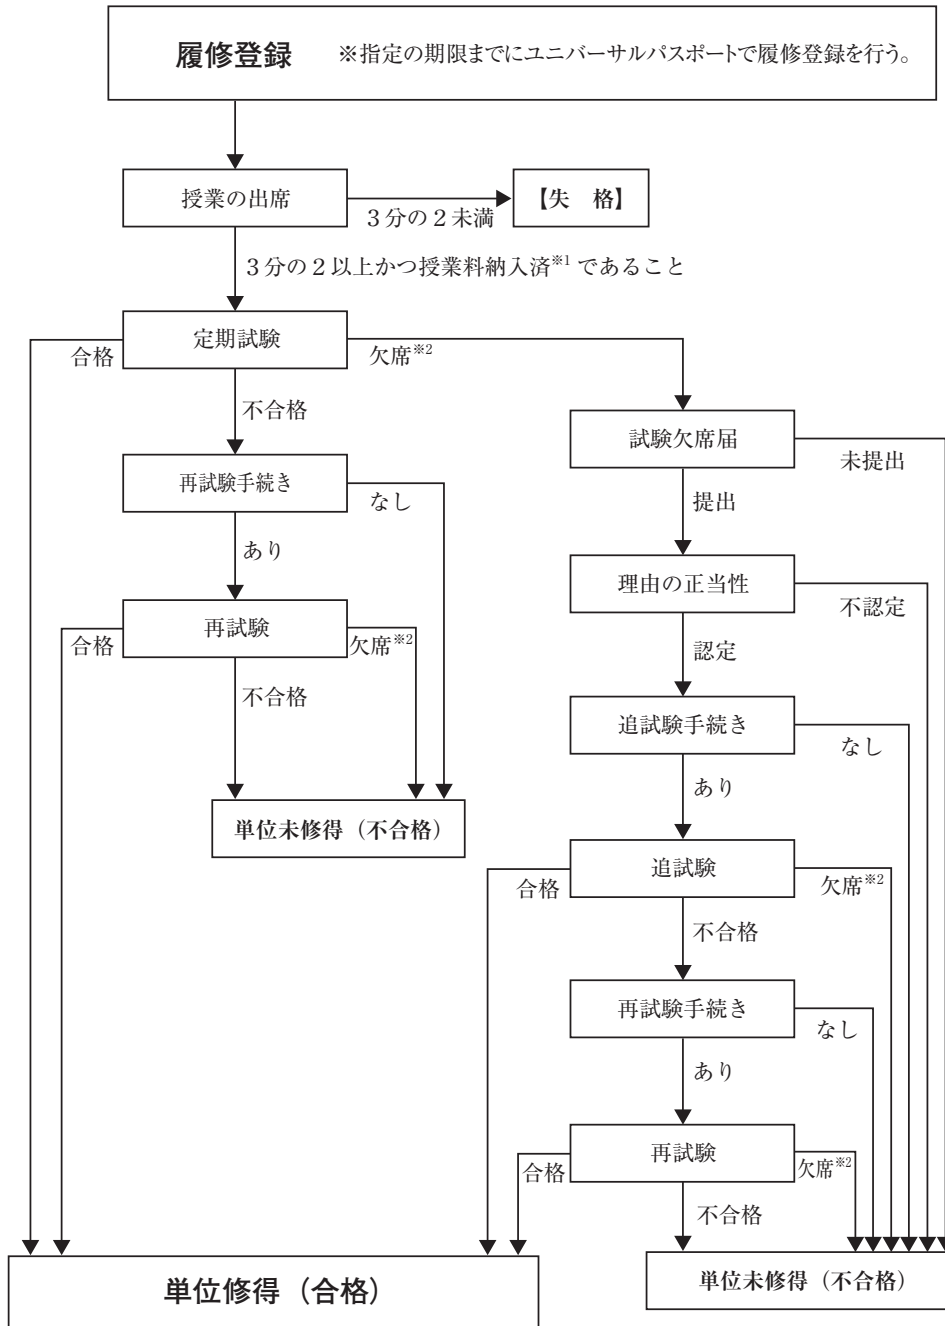 履修登録 ※指定の期限までにユニバーサルパスポートで履修登録を行う。
授業の出席
【失　格】
３分の２未満
３分の２以上かつ授業料納入済※1 であること
定期試験
合格
欠席※2
不合格
試験欠席届
未提出
再試験手続き
なし
提出
あり
理由の正当性
不認定
再試験
合格
欠席※2
認定
不合格
追試験手続き
なし
あり
単位未修得（不合格）
追試験
合格
欠席※2
不合格
再試験手続き
なし
あり
再試験
合格
欠席※2
不合格
単位修得（合格）
単位未修得（不合格）